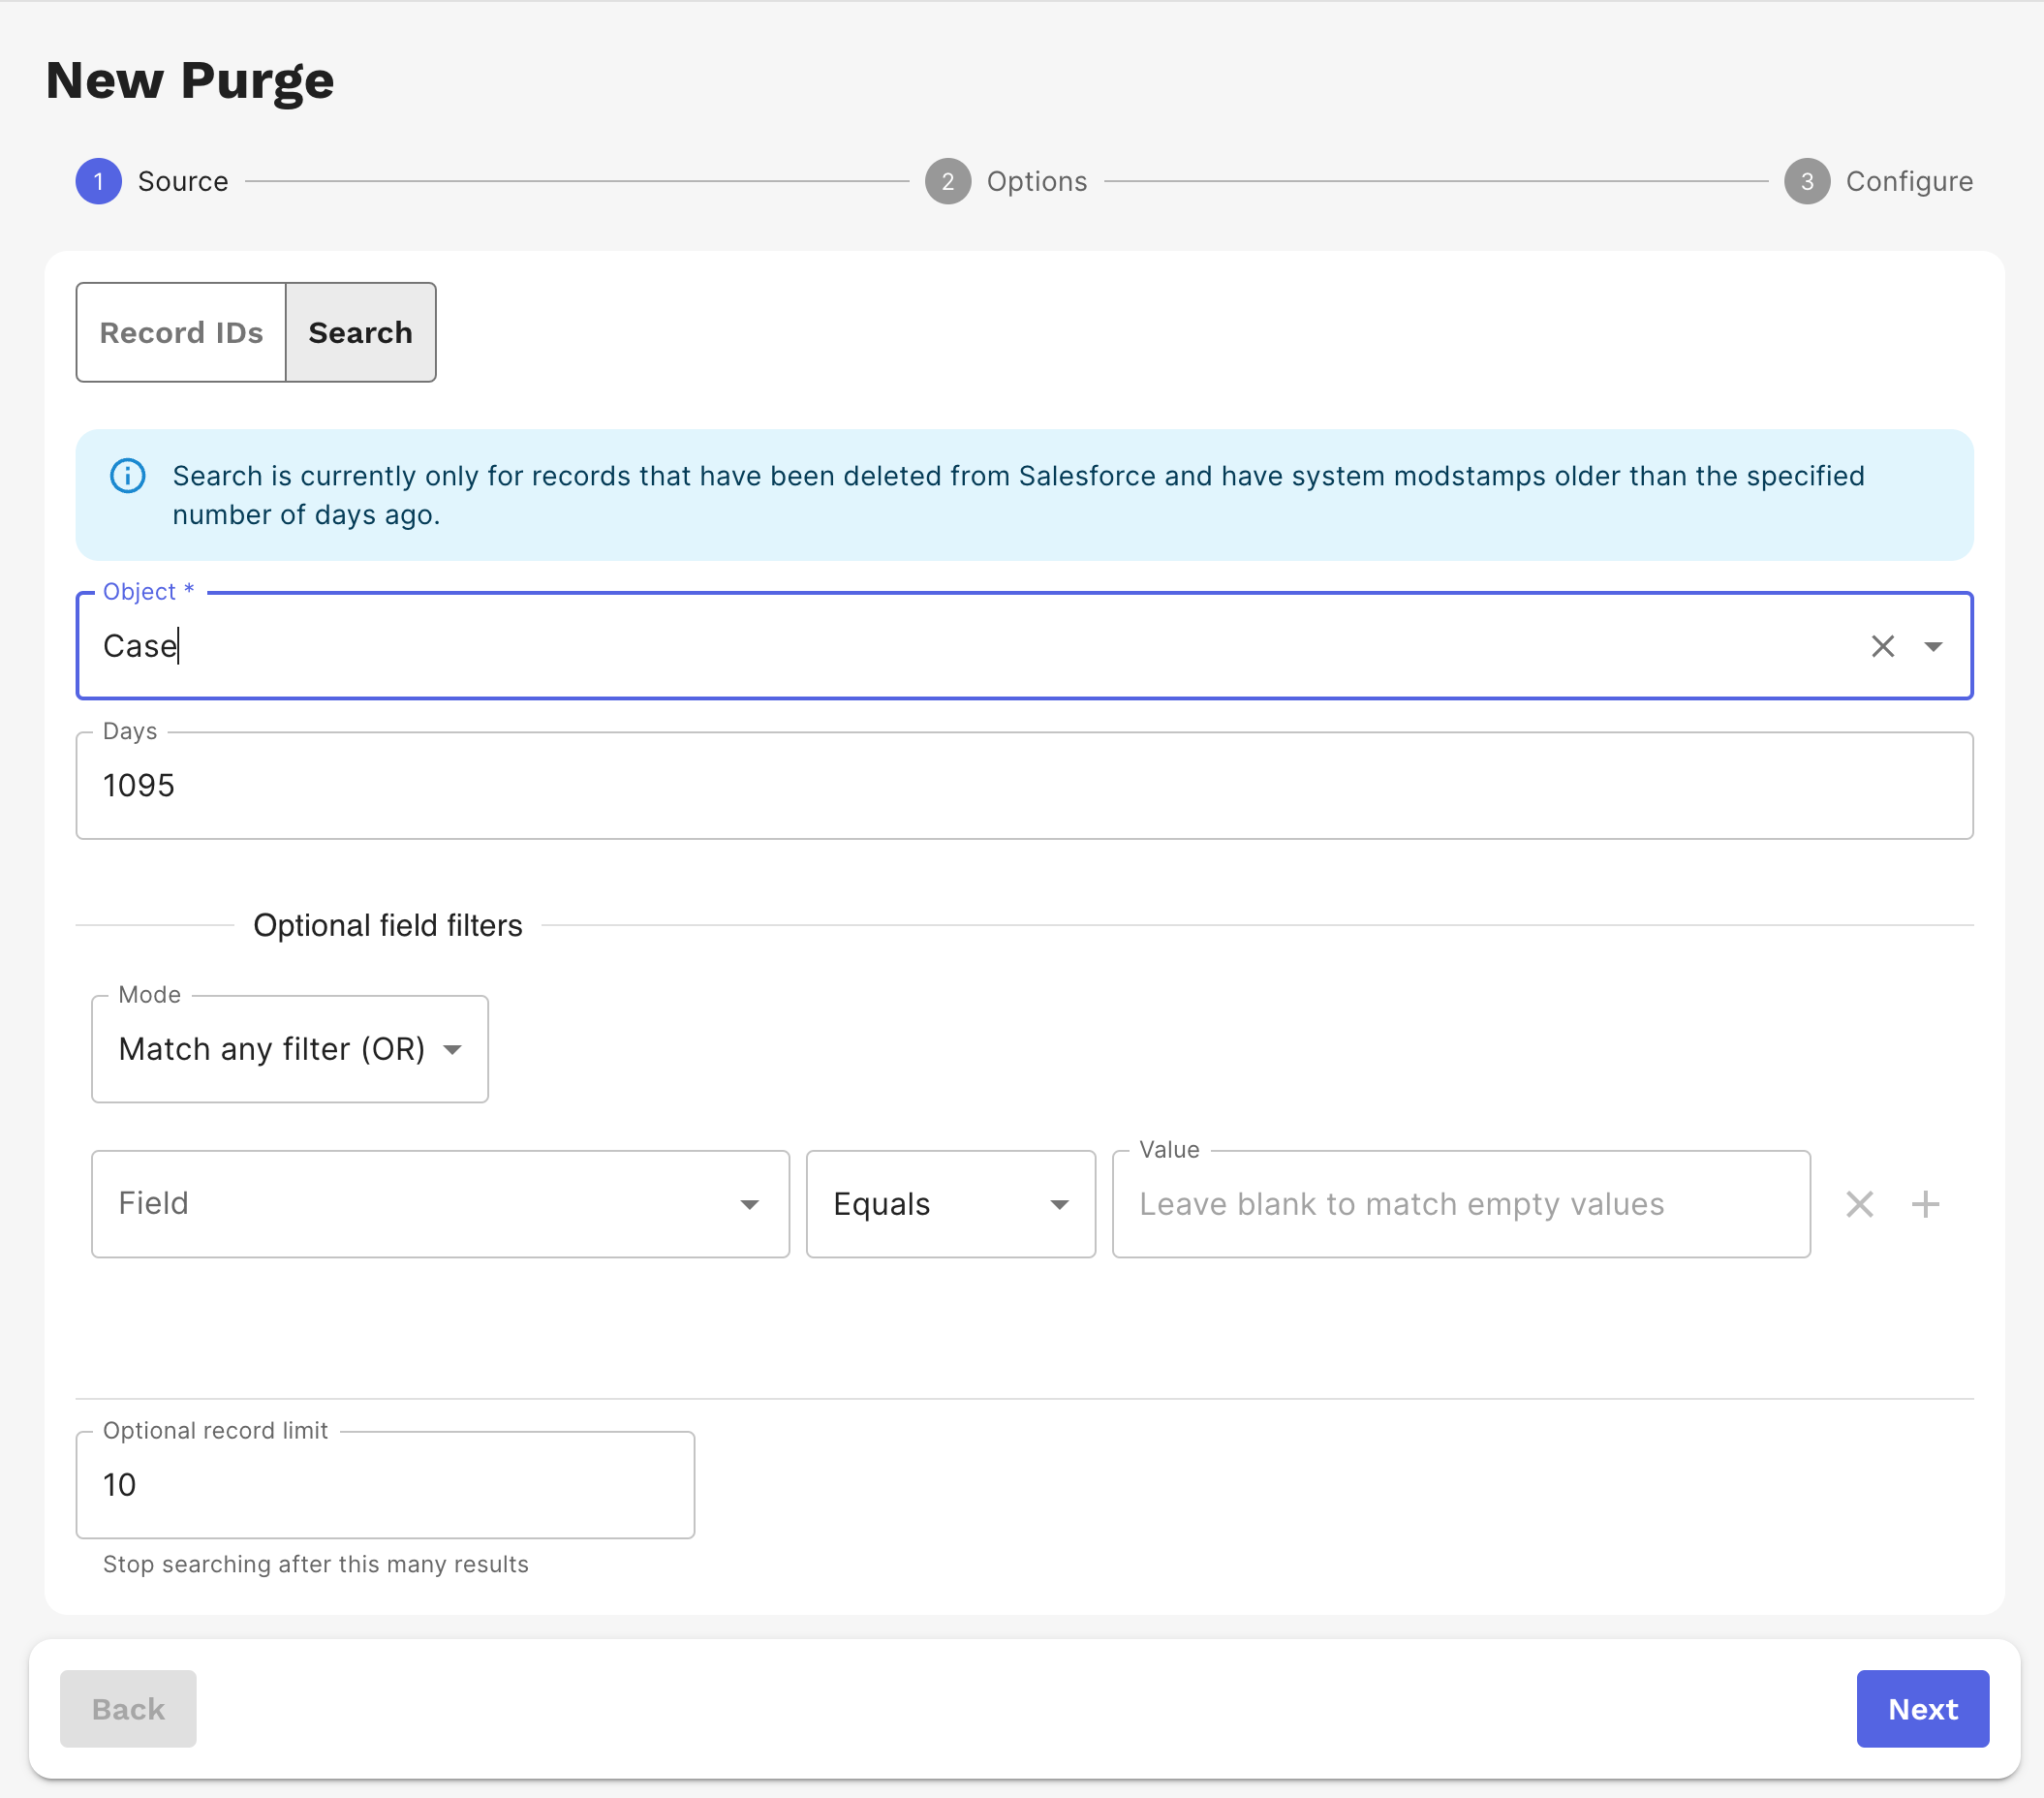 New Purge
1 Source 2 Options 3 Configure
Record IDs Search
Search is currently only for records that have been deleted from Salesforce and have system modstamps older than the specified
number of days ago.
Object *
Case
Days
1095
Optional field filters
Mode
Match any filter (OR)
Value
Field Equals Leave blank to match empty values
Optional record limit
10
Stop searching after this many results
Back Next